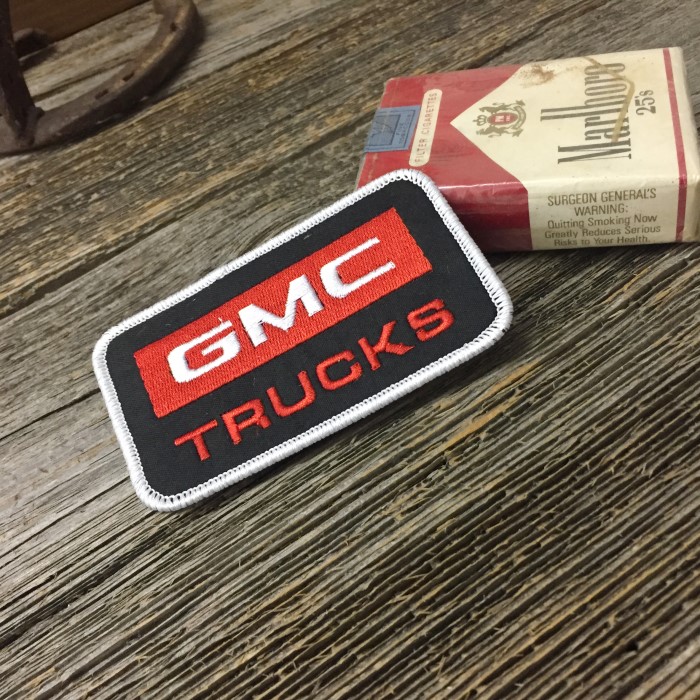 GMC
TRUCKS
FILTER CIGARETTES
Marlboro
25's
SURGEON GENERAL'S
WARNING:
Quitting Smoking Now
Greatly Reduces Serious
Risks to Your Health.